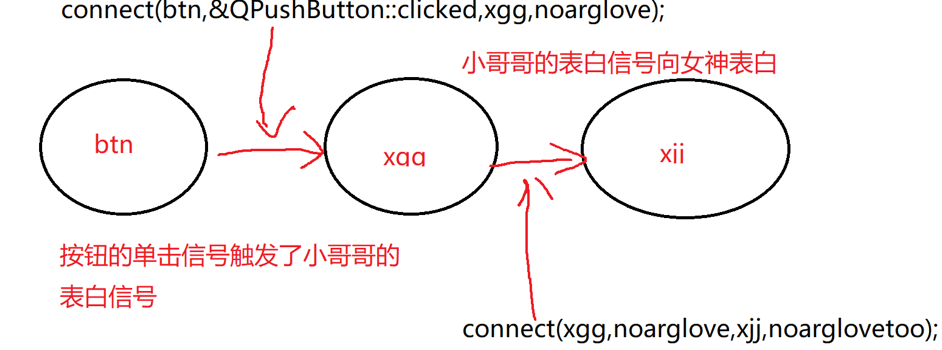 connect(btn,&QPushButton::clicked,xgg,noarglove);
小哥哥的表白信号向女神表白
btn
xgg
xjj
按钮的单击信号触发了小哥哥的
表白信号
connect(xgg,noarglove,xjj,noarglovetoo);